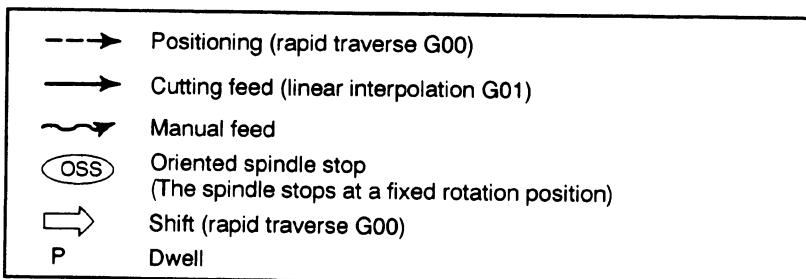 Positioning (rapid traverse G00)
Cutting feed (linear interpolation G01)
Manual feed
OSS Oriented spindle stop
(The spindle stops at a fixed rotation position)
Shift (rapid traverse G00)
P Dwell